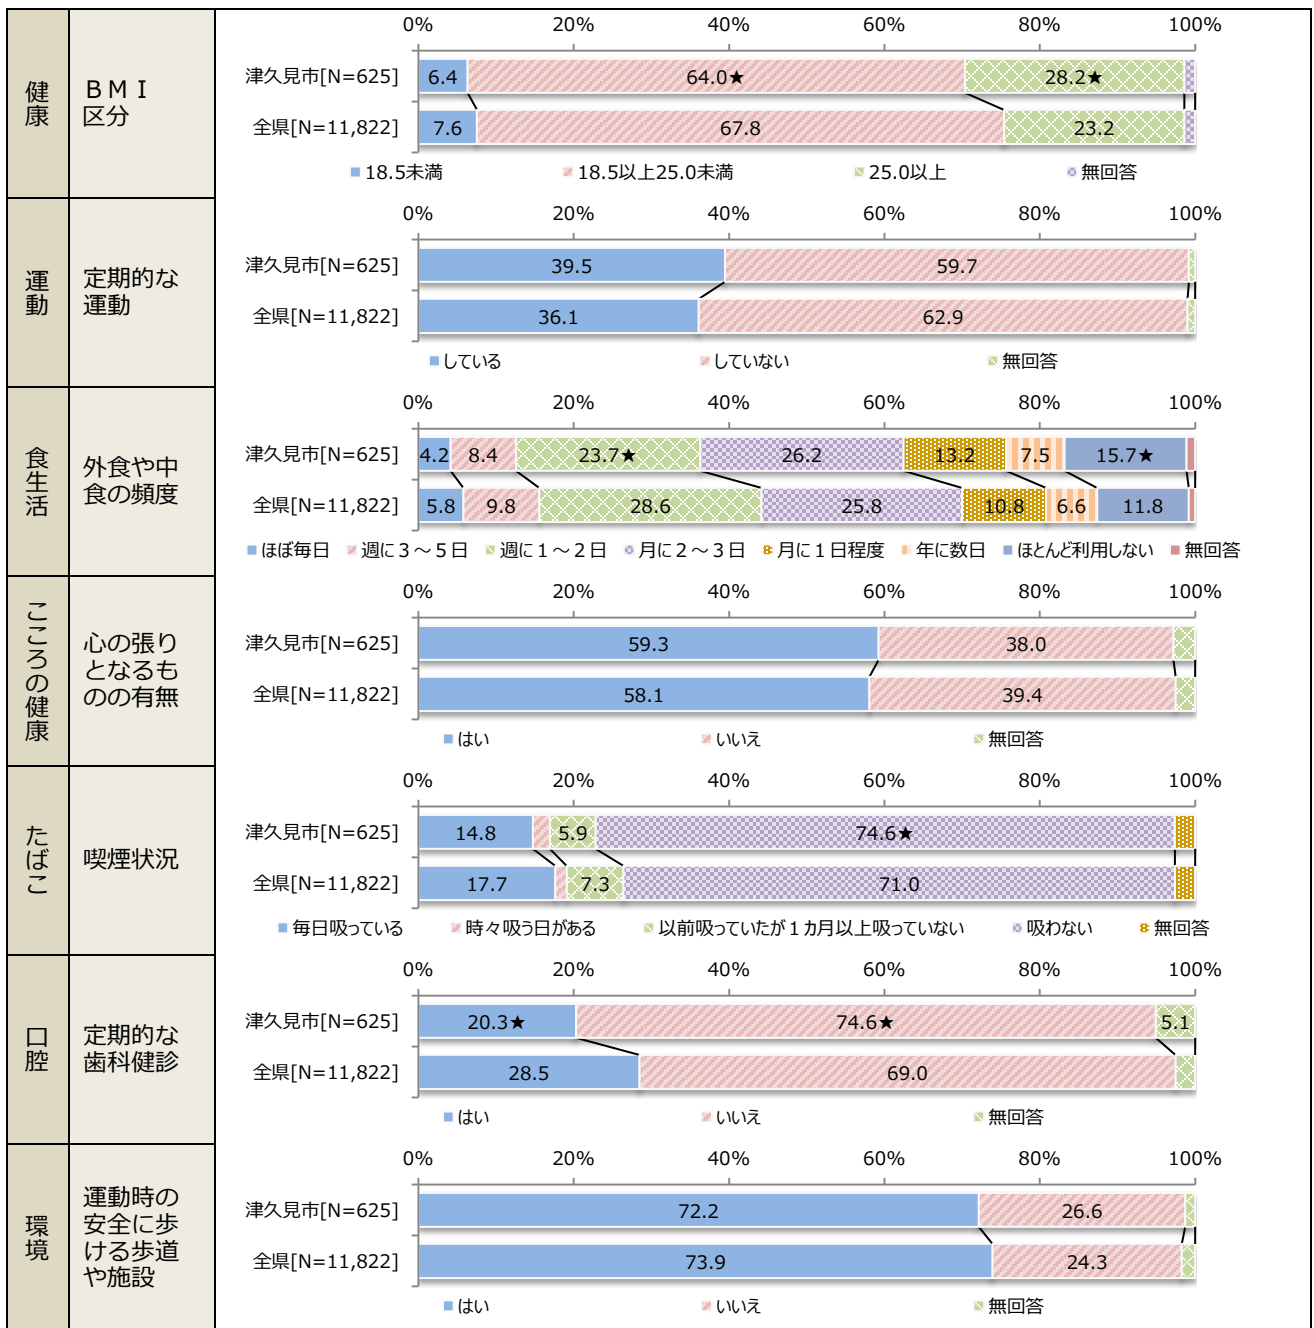 健康
ＢＭＩ
区分
0% 20% 40% 60% 80% 100%
津久見市[N=625] 6.4 64.0★ 28.2★
全県[N=11,822] 7.6 67.8 23.2
18.5未満 18.5以上25.0未満 25.0以上 無回答
運動
定期的な
運動
0% 20% 40% 60% 80% 100%
津久見市[N=625] 39.5 59.7
全県[N=11,822] 36.1 62.9
している していない 無回答
食生活
外食や中
食の頻度
0% 20% 40% 60% 80% 100%
津久見市[N=625] 4.2 8.4 23.7★ 26.2 13.2 7.5 15.7★
全県[N=11,822] 5.8 9.8 28.6 25.8 10.8 6.6 11.8
ほぼ毎日 週に３～５日 週に１～２日 月に２～３日 月に１日程度 年に数日 ほとんど利用しない 無回答
こころの健康
心の張り
となるも
のの有無
0% 20% 40% 60% 80% 100%
津久見市[N=625] 59.3 38.0
全県[N=11,822] 58.1 39.4
はい いいえ 無回答
たばこ
喫煙状況
0% 20% 40% 60% 80% 100%
津久見市[N=625] 14.8 5.9 74.6★
全県[N=11,822] 17.7 7.3 71.0
毎日吸っている 時々吸う日がある 以前吸っていたが１カ月以上吸っていない 吸わない 無回答
口腔
定期的な
歯科健診
0% 20% 40% 60% 80% 100%
津久見市[N=625] 20.3★ 74.6★ 5.1
全県[N=11,822] 28.5 69.0
はい いいえ 無回答
環境
運動時の
安全に歩
ける歩道
や施設
0% 20% 40% 60% 80% 100%
津久見市[N=625] 72.2 26.6
全県[N=11,822] 73.9 24.3
はい いいえ 無回答